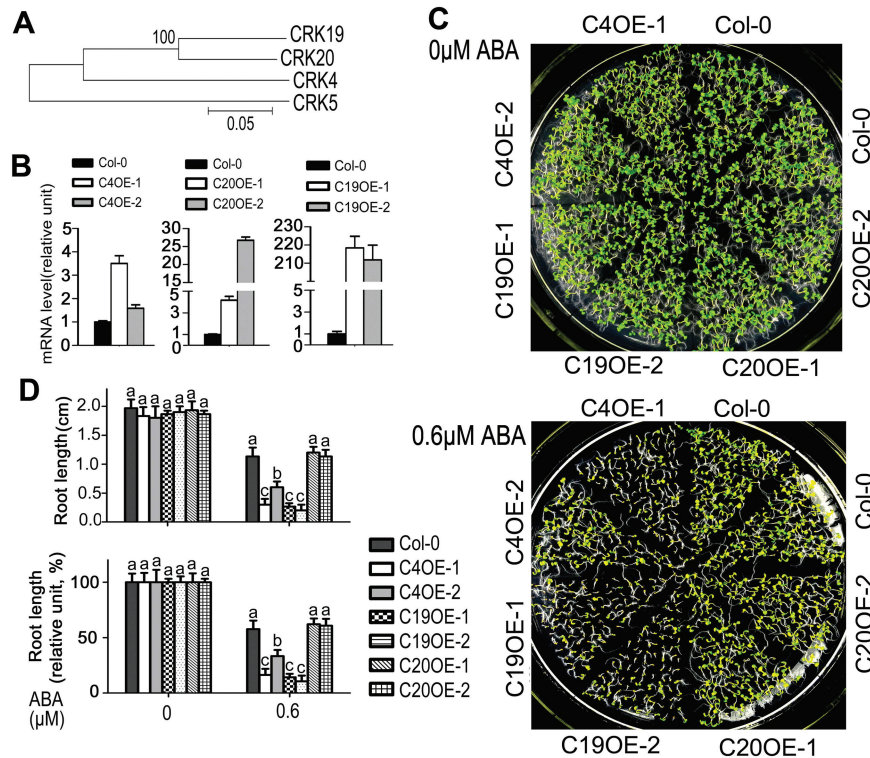 A
100
CRK19
CRK20
CRK4
CRK5
0.05
B
Col-0
C4OE-1
C4OE-2
Col-0
C20OE-1
C20OE-2
Col-0
C19OE-1
C19OE-2
mRNA level(relative unit)
5
4
3
2
1
0
30
25
20
15
10
5
3
1
0
230
220
210
5
3
1
0
C
0μM ABA
C4OE-1
Col-0
C4OE-2
Col-0
C19OE-1
C20OE-2
C19OE-2
C20OE-1
0.6μM ABA
C4OE-1
Col-0
C4OE-2
Col-0
C19OE-1
C20OE-2
C19OE-2
C20OE-1
D
Root length(cm)
2.0
1.5
1.0
0.5
0.0
a a a a a a a
a c b c c a a
Root length
(relative unit, %)
100
50
0
a a a a a a a
a c b c c a a
ABA
(μM)
0
0.6
Col-0
C4OE-1
C4OE-2
C19OE-1
C19OE-2
C20OE-1
C20OE-2